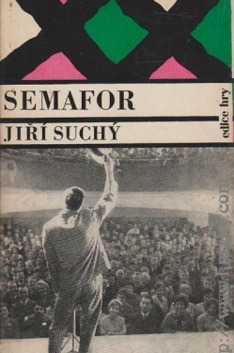 SEMAFOR
JIŘÍ SUCHÝ
edice hry